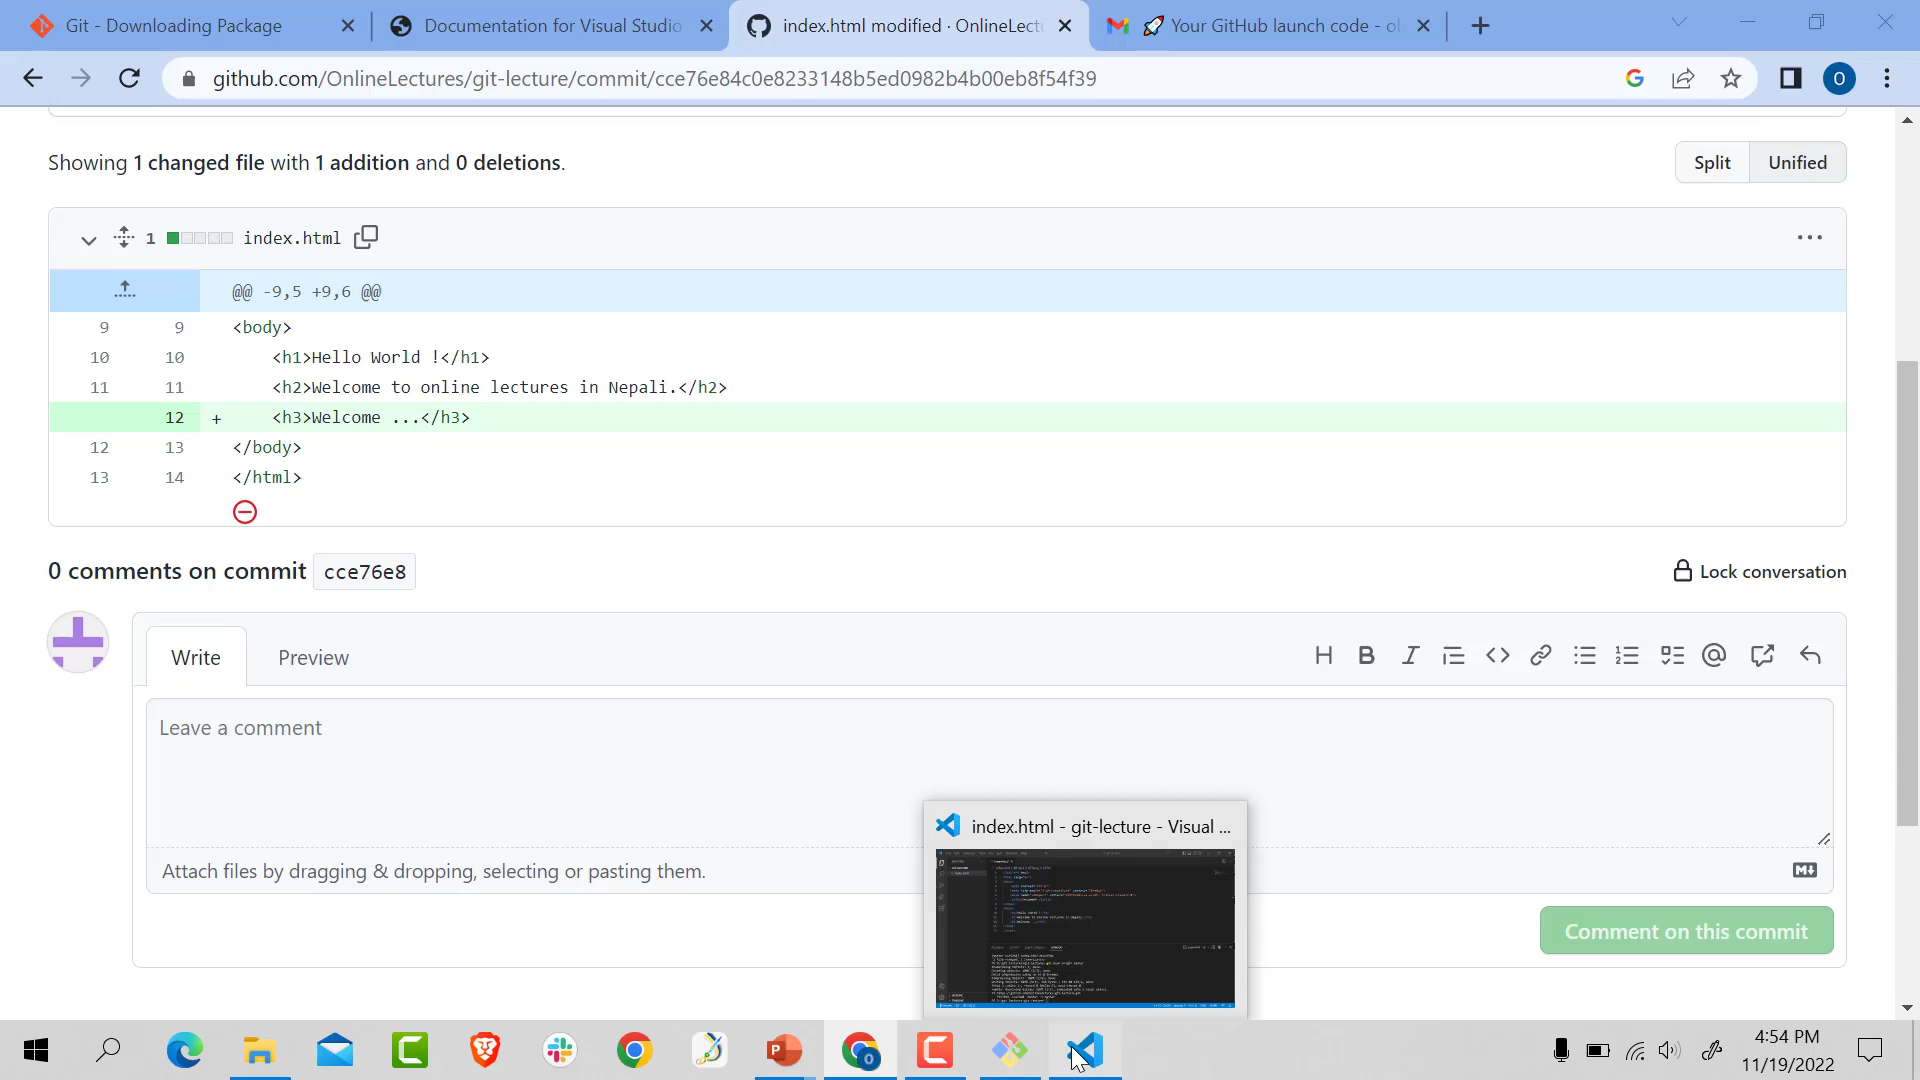 Git - Downloading Package
Documentation for Visual Studio
index.html modified · OnlineLectu
🚀 Your GitHub launch code - ol
github.com/OnlineLectures/git-lecture/commit/cce76e84c0e8233148b5ed0982b4b00eb8f54f39
O
Showing 1 changed file with 1 addition and 0 deletions.
Split
Unified
1
index.html
@@ -9,5 +9,6 @@
9 9 <body>
10 10 <h1>Hello World !</h1>
11 11 <h2>Welcome to online lectures in Nepali.</h2>
12 + <h3>Welcome ...</h3>
12 13 </body>
13 14 </html>
0 comments on commit cce76e8
Lock conversation
Write
Preview
Leave a comment
Attach files by dragging & dropping, selecting or pasting them.
Comment on this commit
index.html - git-lecture - Visual ...
4:54 PM
11/19/2022